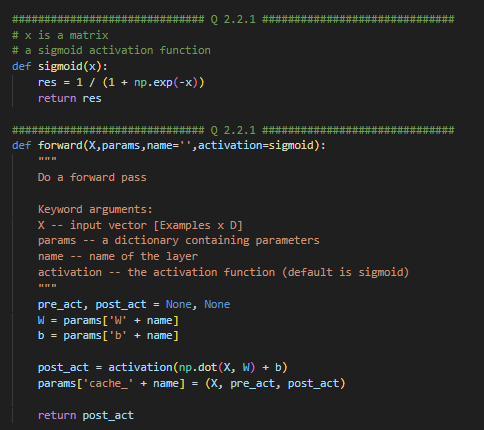 ############################## Q 2.2.1 ##############################
# x is a matrix
# a sigmoid activation function
def sigmoid(x):
    res = 1 / (1 + np.exp(-x))
    return res
############################## Q 2.2.1 ##############################
def forward(X,params,name='',activation=sigmoid):
    """
    Do a forward pass
    Keyword arguments:
    X -- input vector [Examples x D]
    params -- a dictionary containing parameters
    name -- name of the layer
    activation -- the activation function (default is sigmoid)
    """
    pre_act, post_act = None, None
    W = params['W' + name]
    b = params['b' + name]
    post_act = activation(np.dot(X, W) + b)
    params['cache_' + name] = (X, pre_act, post_act)
    return post_act